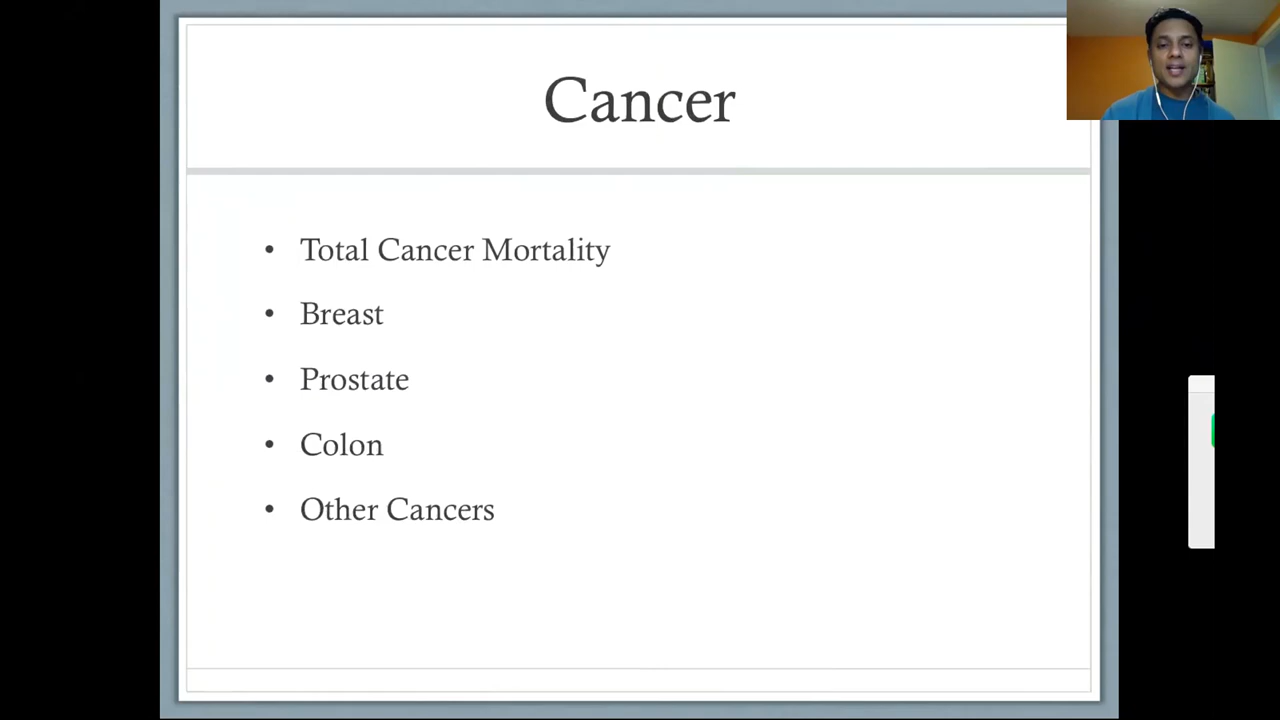 Cancer
• Total Cancer Mortality
• Breast
• Prostate
• Colon
• Other Cancers